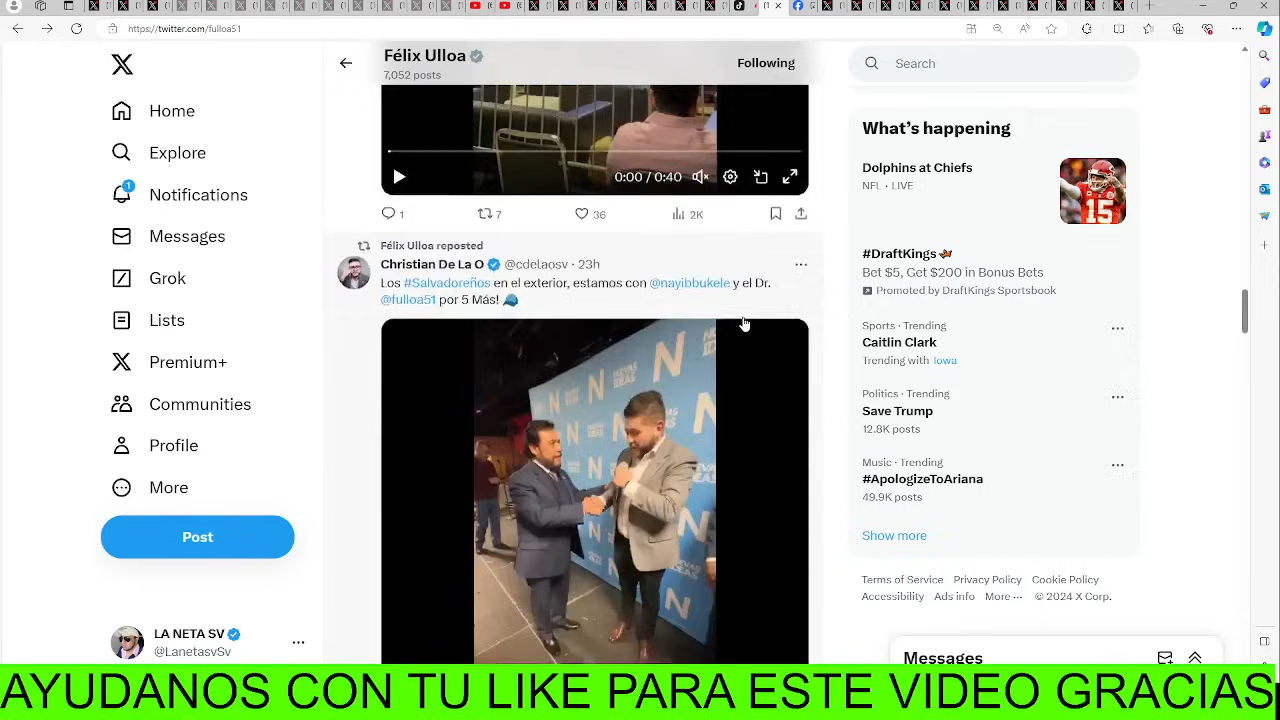 https://twitter.com/fulloa51
Félix Ulloa
7,052 posts
Following
Search
Home
Explore
1
Notifications
Messages
Grok
Lists
Premium+
Communities
Profile
More
Post
LA NETA SV
@LanetasvSv
0:00 / 0:40
1
7
36
2K
Félix Ulloa reposted
Christian De La O @cdelaosv · 23h
Los #Salvadoreños en el exterior, estamos con @nayibbukele y el Dr.
@fulloa51 por 5 Más!
N
NUEVAS
IDEAS
What's happening
Dolphins at Chiefs
NFL · LIVE
#DraftKings
Bet $5, Get $200 in Bonus Bets
Promoted by DraftKings Sportsbook
Sports · Trending
Caitlin Clark
Trending with Iowa
Politics · Trending
Save Trump
12.8K posts
Music · Trending
#ApologizeToAriana
49.9K posts
Show more
Terms of Service Privacy Policy Cookie Policy
Accessibility Ads info More ··· © 2024 X Corp.
Messages
AYUDANOS CON TU LIKE PARA ESTE VIDEO GRACIAS